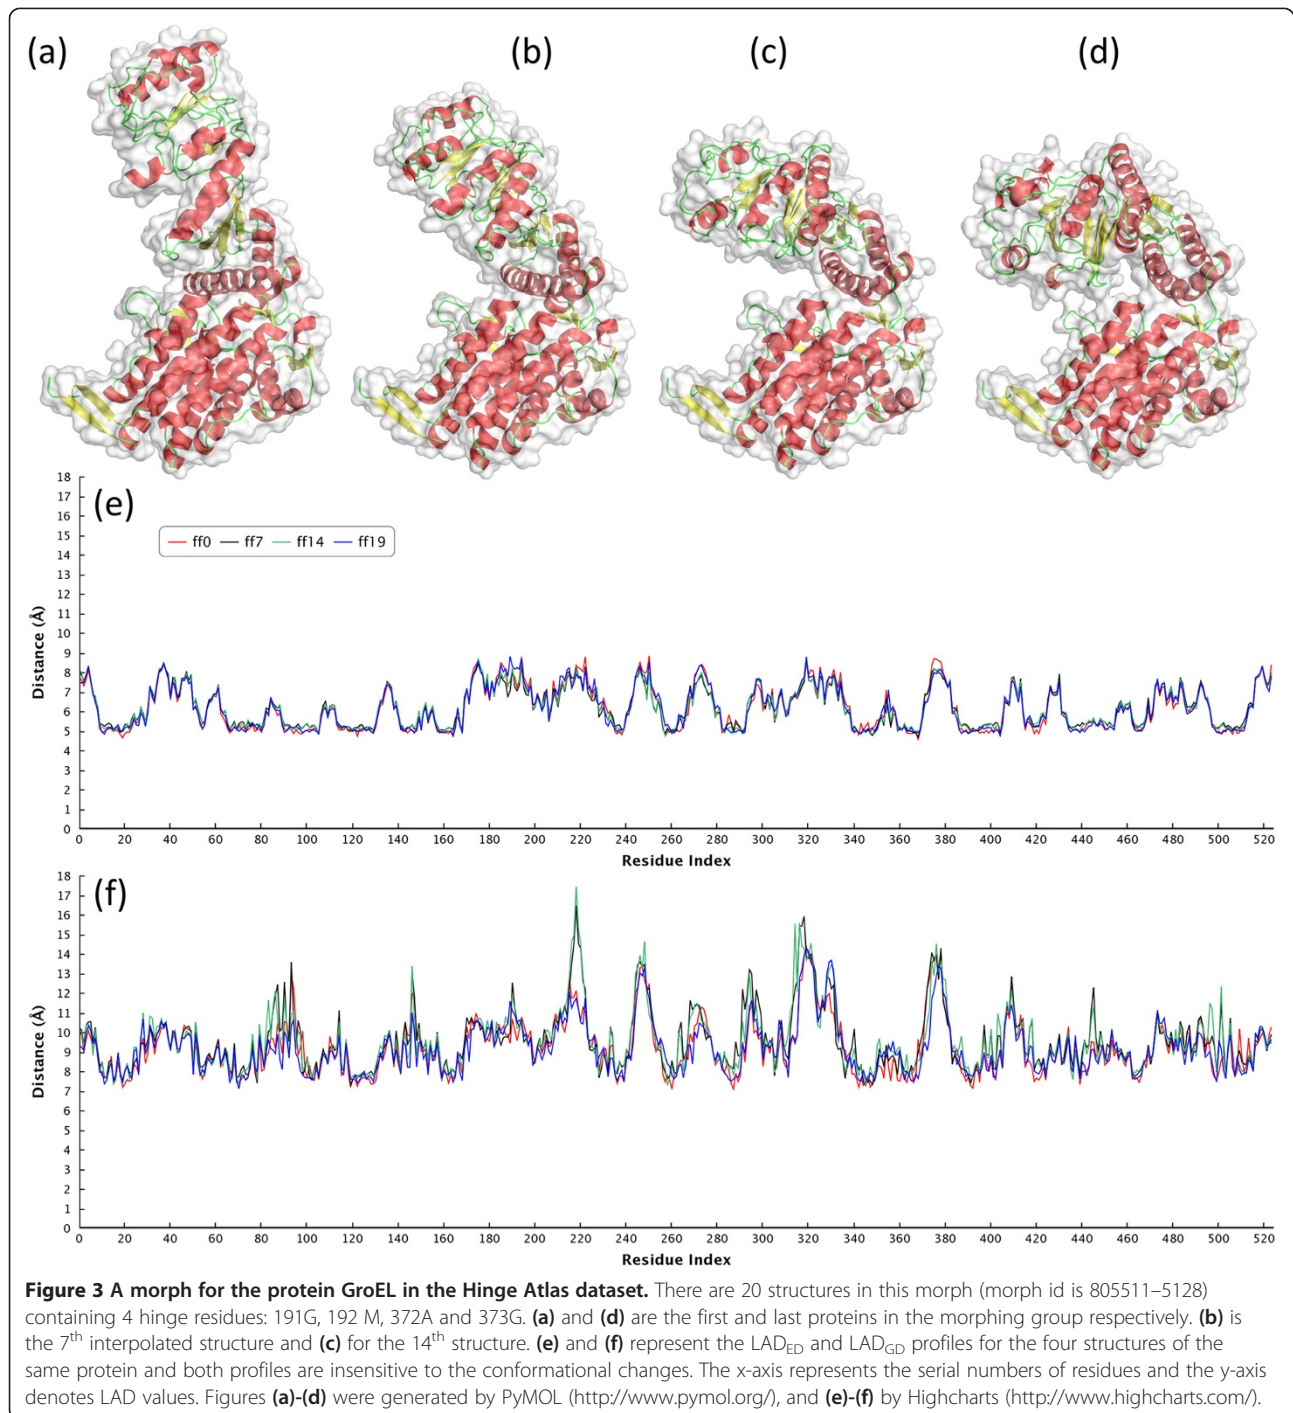 (a) (b) (c) (d)
18
17
(e)
16
15
ff0 ff7 ff14 ff19
14
13
12
11
10
9
8
7
6
5
4
3
2
1
0
Distance (Å)
0 20 40 60 80 100 120 140 160 180 200 220 240 260 280 300 320 340 360 380 400 420 440 460 480 500 520
Residue Index
18
17
(f)
16
15
14
13
12
11
10
9
8
7
6
5
4
3
2
1
0
Distance (Å)
0 20 40 60 80 100 120 140 160 180 200 220 240 260 280 300 320 340 360 380 400 420 440 460 480 500 520
Residue Index
Figure 3 A morph for the protein GroEL in the Hinge Atlas dataset. There are 20 structures in this morph (morph id is 805511–5128)
containing 4 hinge residues: 191G, 192 M, 372A and 373G. (a) and (d) are the first and last proteins in the morphing group respectively. (b) is
the 7th interpolated structure and (c) for the 14th structure. (e) and (f) represent the LADED and LADGD profiles for the four structures of the
same protein and both profiles are insensitive to the conformational changes. The x-axis represents the serial numbers of residues and the y-axis
denotes LAD values. Figures (a)-(d) were generated by PyMOL (http://www.pymol.org/), and (e)-(f) by Highcharts (http://www.highcharts.com/).